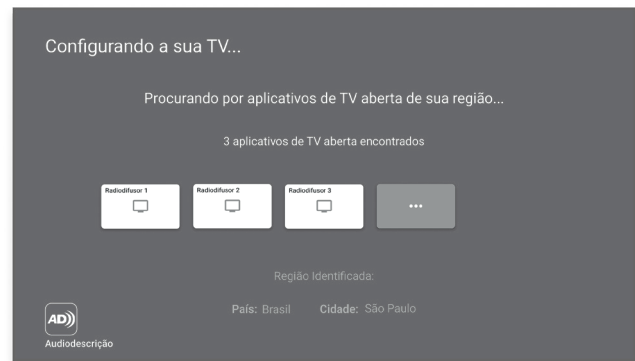 Configurando a sua TV...
Procurando por aplicativos de TV aberta de sua região...
3 aplicativos de TV aberta encontrados
Radiodifusor 1 Radiodifusor 2 Radiodifusor 3
...
Região Identificada:
País: Brasil Cidade: São Paulo
AD))
Audiodescrição